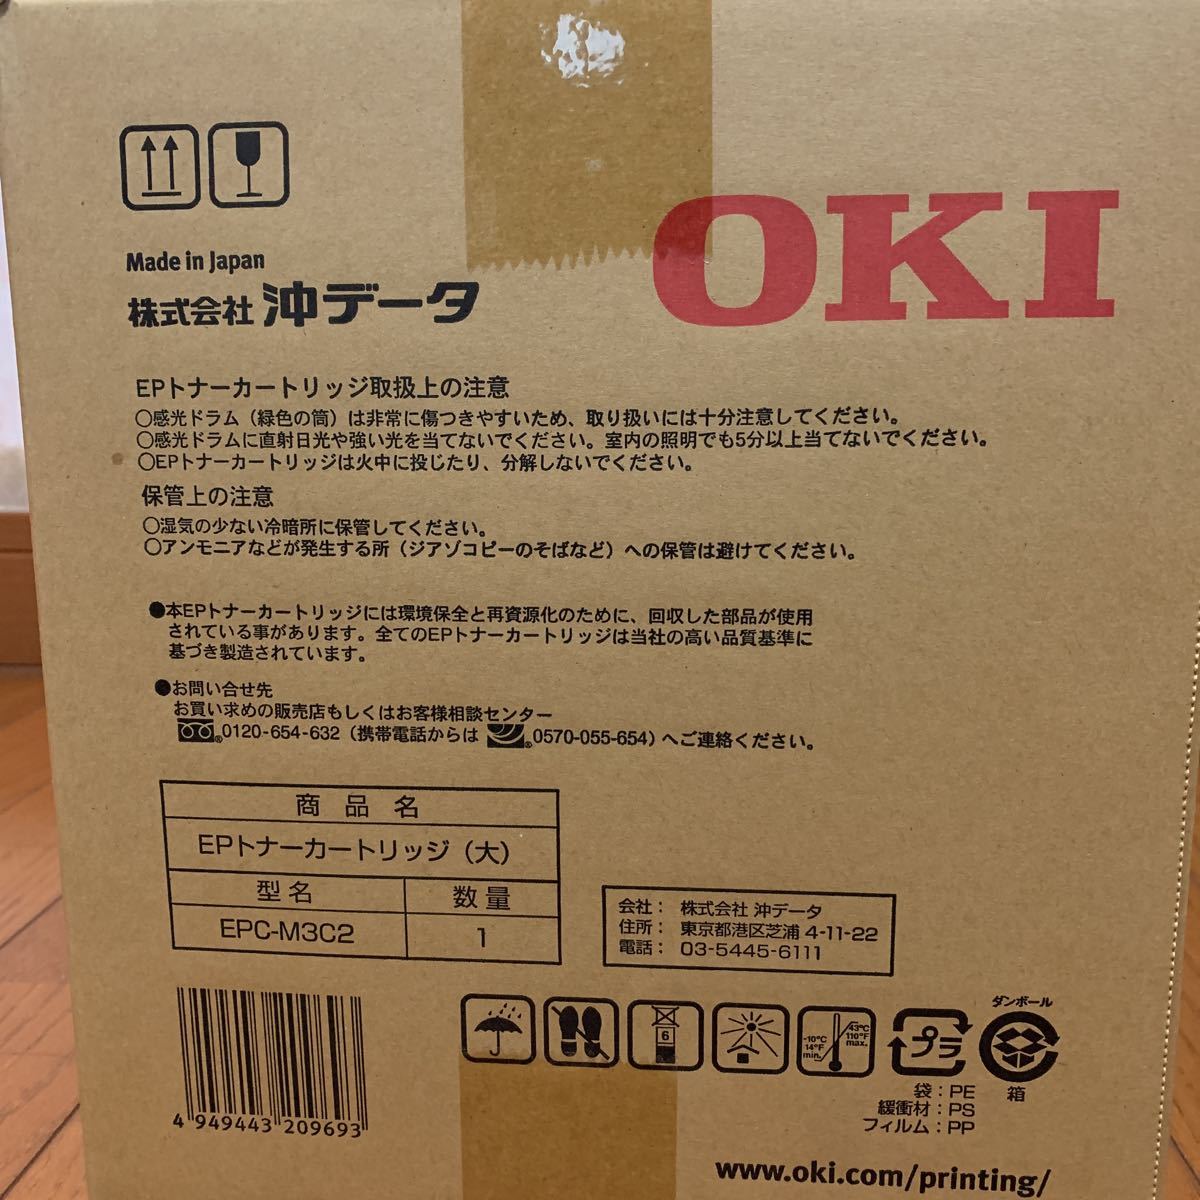 OKI
Made in Japan
株式会社 沖データ
EPトナーカートリッジ取扱上の注意
○感光ドラム（緑色の筒）は非常に傷つきやすいため、取り扱いには十分注意してください。
○感光ドラムに直射日光や強い光を当てないでください。室内の照明でも5分以上当てないでください。
○EPトナーカートリッジは火中に投じたり、分解しないでください。
保管上の注意
○湿気の少ない冷暗所に保管してください。
○アンモニアなどが発生する所（ジアゾコピーのそばなど）への保管は避けてください。
●本EPトナーカートリッジには環境保全と再資源化のために、回収した部品が使用
されている事があります。全てのEPトナーカートリッジは当社の高い品質基準に
基づき製造されています。
●お問い合せ先
お買い求めの販売店もしくはお客様相談センター
®0120-654-632（携帯電話からは ®0570-055-654）へご連絡ください。
商品名
EPトナーカートリッジ（大）
型名 数量
EPC-M3C2 1
会社： 株式会社 沖データ
住所： 東京都港区芝浦 4-11-22
電話： 03-5445-6111
4 949443 209693
6
-10°C
14°F
min.
43°C
110°F
max.
プラ
ダンボール
箱
袋：PE
緩衝材：PS
フィルム：PP
www.oki.com/printing/